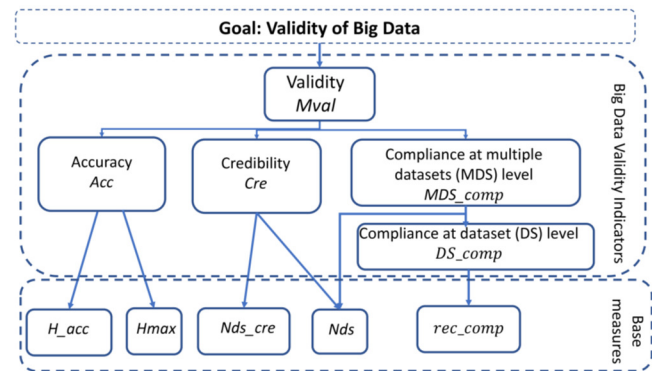 Goal: Validity of Big Data
Validity
Mval
Big Data Validity Indicators
Accuracy
Acc
Credibility
Cre
Compliance at multiple
datasets (MDS) level
MDS_comp
Compliance at dataset (DS) level
DS_comp
H_acc
Hmax
Nds_cre
Nds
rec_comp
Base
measures